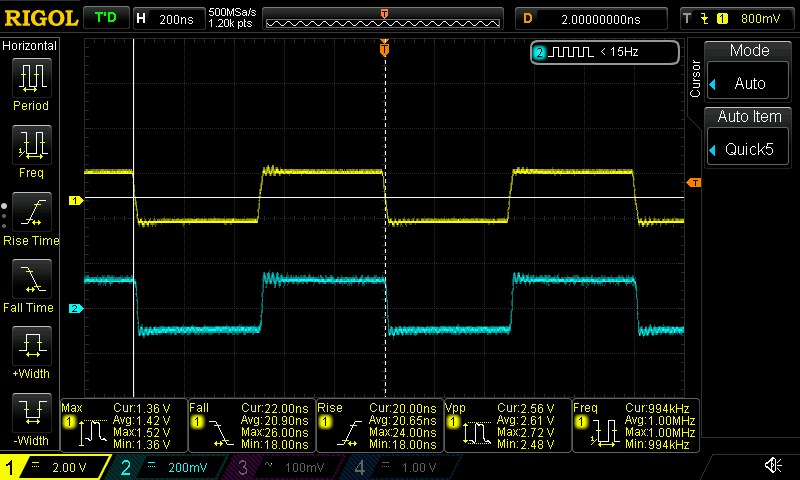 RIGOL T'D H 200ns 500MSa/s 1.20k pts T D 2.00000000ns T 1 800mV
Horizontal
Period
Freq
Rise Time
Fall Time
+Width
-Width
T
2 < 15Hz
1
2
T
Cursor
Mode
Auto
Auto Item
Quick5
Max
1
Cur:1.36 V
Avg:1.42 V
Max:1.52 V
Min:1.36 V
Fall
1
Cur:22.00ns
Avg:20.90ns
Max:26.00ns
Min:18.00ns
Rise
1
Cur:20.00ns
Avg:20.65ns
Max:24.00ns
Min:18.00ns
Vpp
1
Cur:2.56 V
Avg:2.61 V
Max:2.72 V
Min:2.48 V
Freq
1
Cur:994kHz
Avg:1.00MHz
Max:1.00MHz
Min:994kHz
1 = 2.00 V 2 = 200mV 3 ~ 100mV 4 = 1.00 V